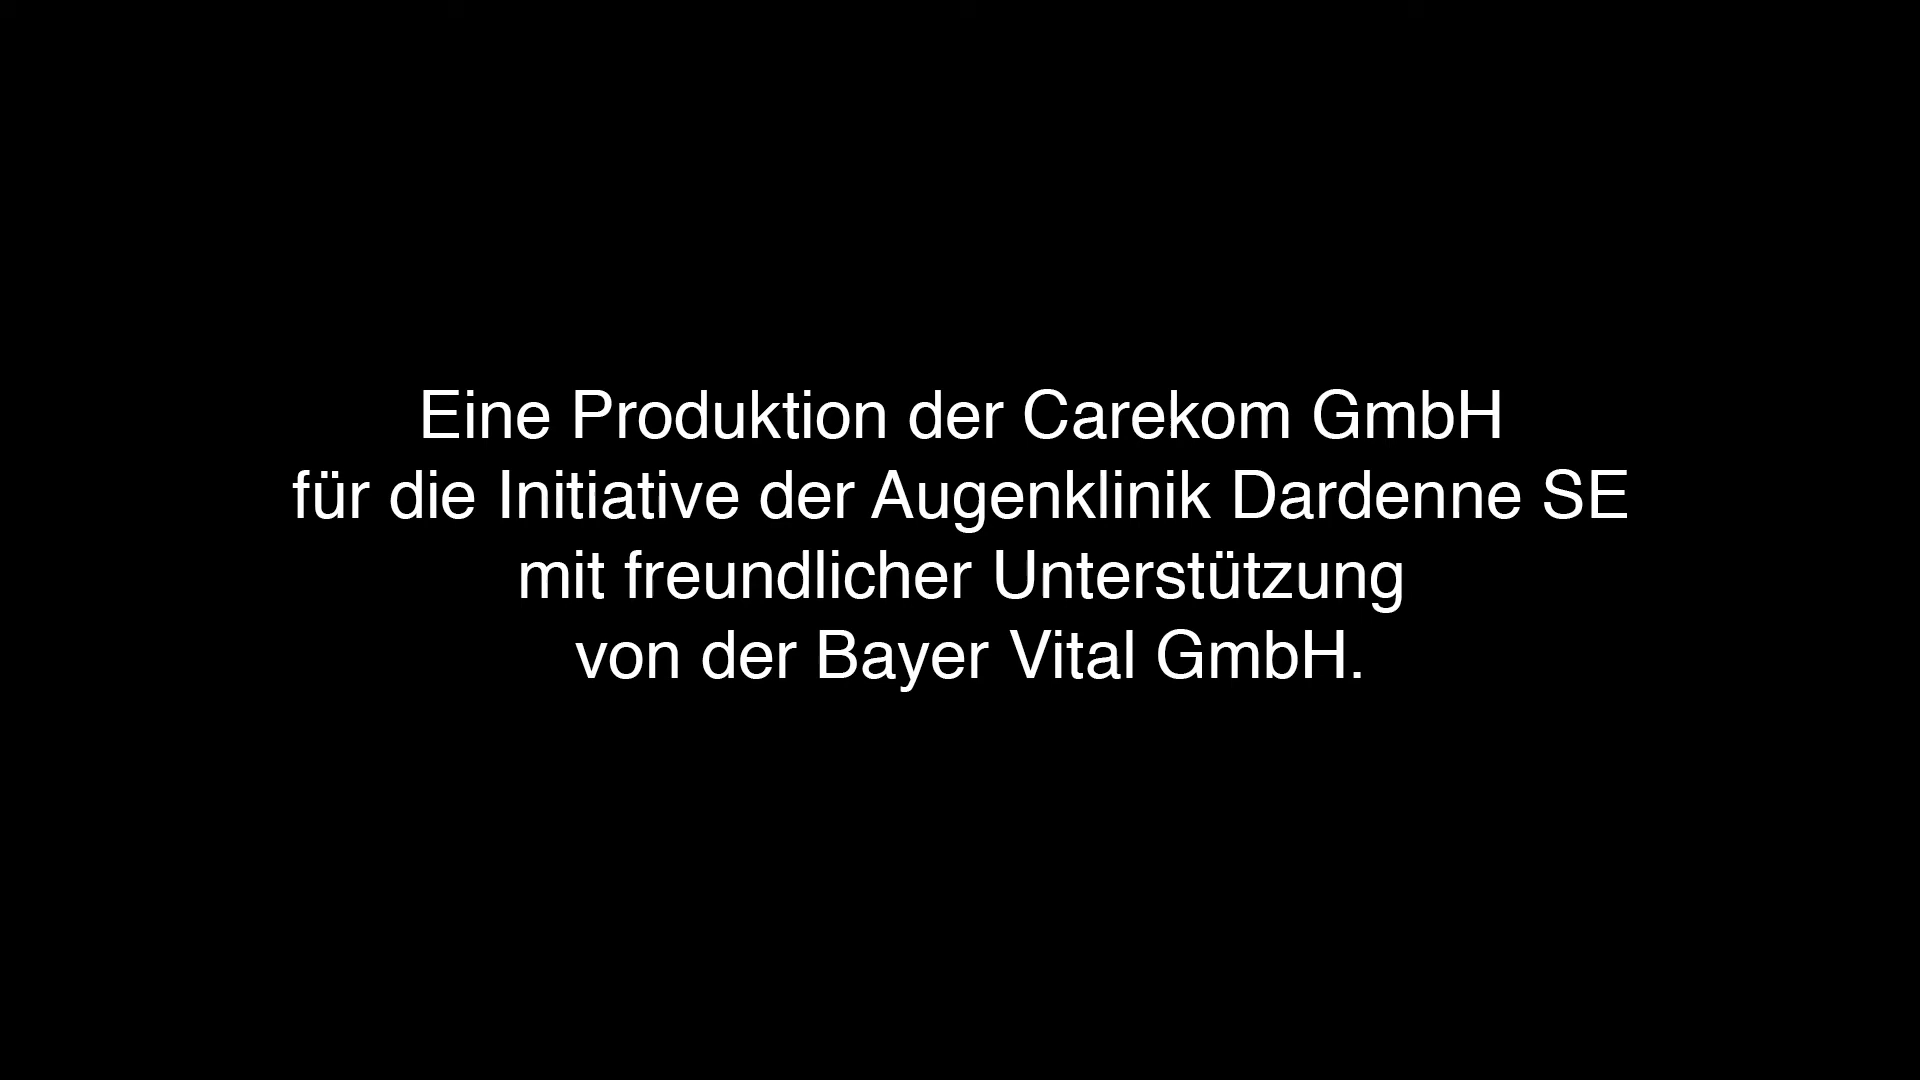 Eine Produktion der Carekom GmbH
für die Initiative der Augenklinik Dardenne SE
mit freundlicher Unterstützung
von der Bayer Vital GmbH.